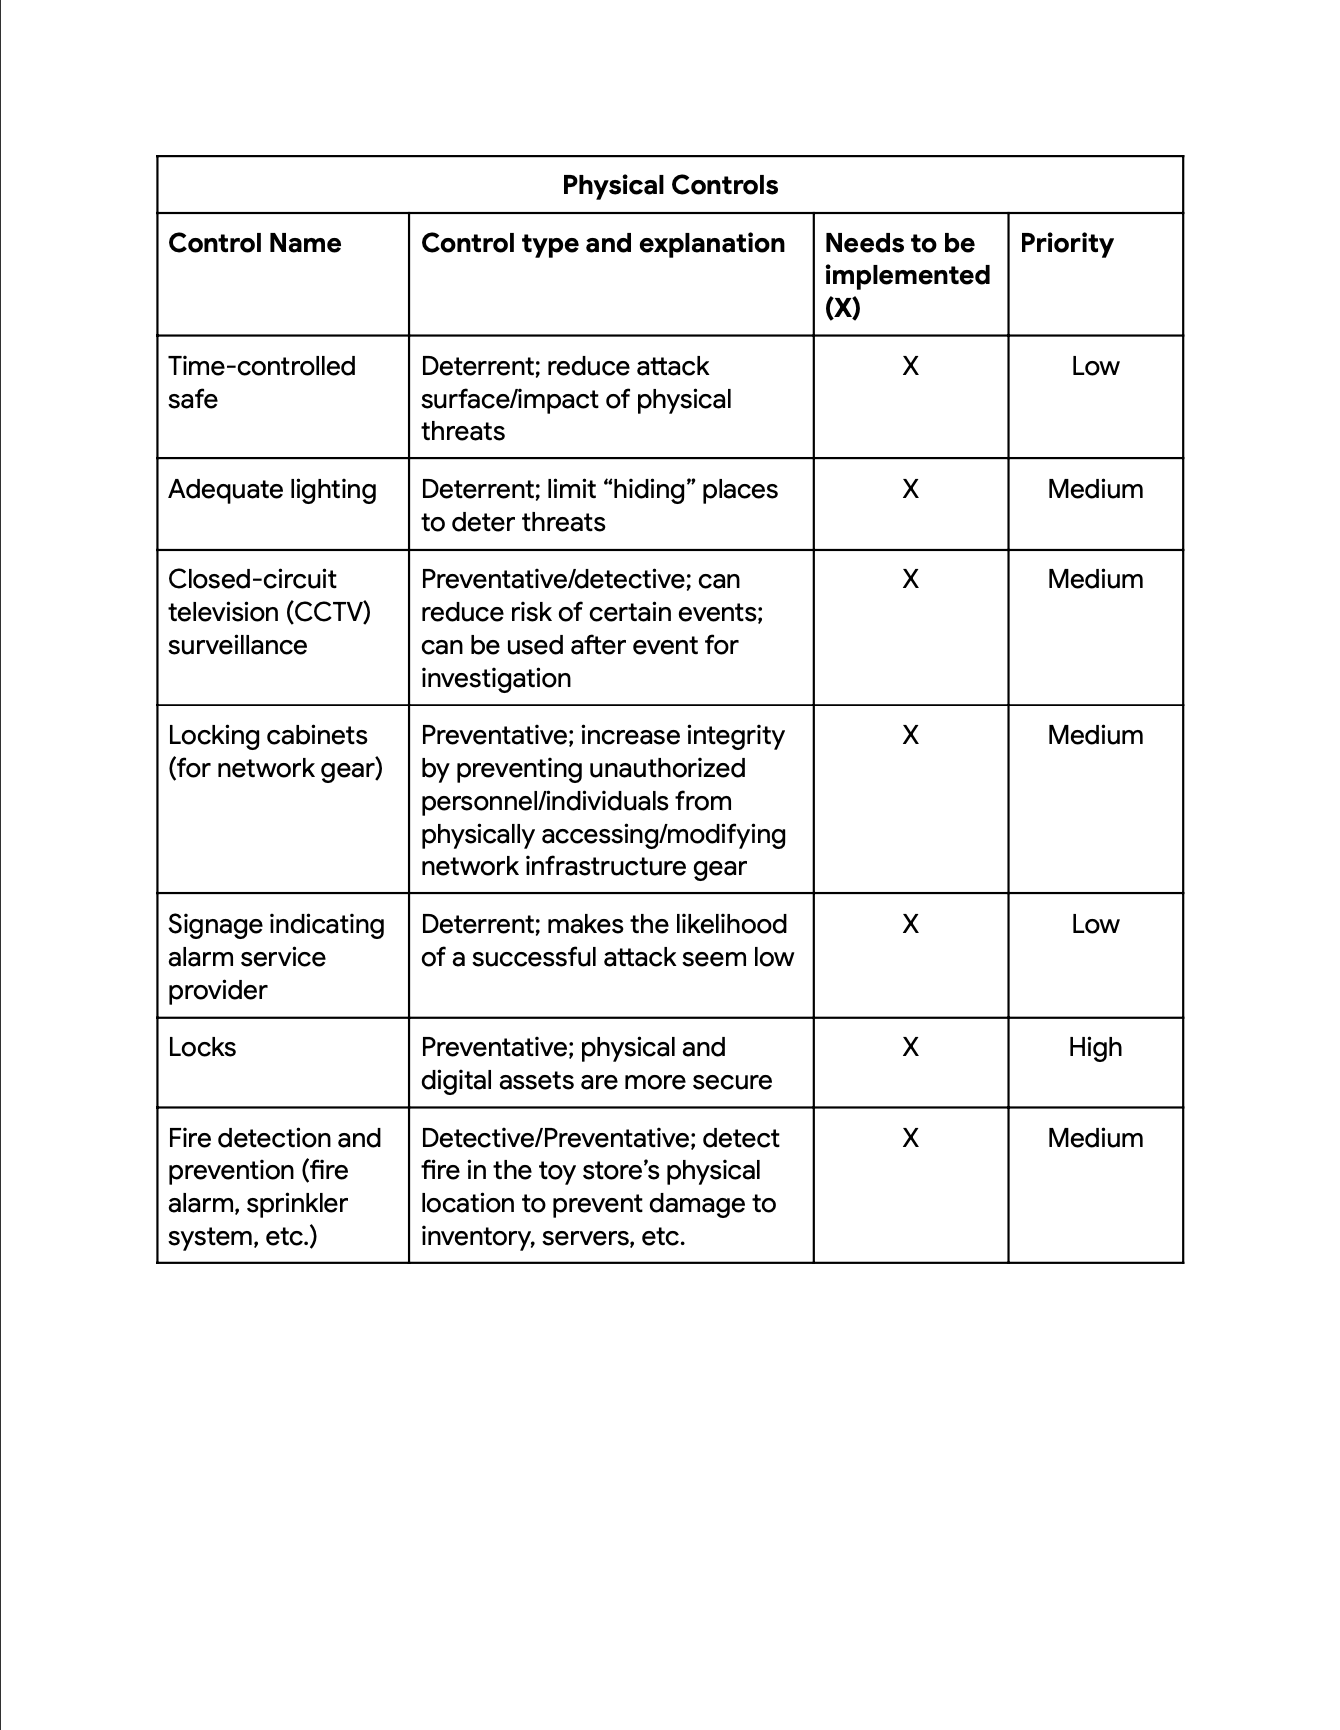 Physical Controls
Control Name
Control type and explanation
Needs to be
implemented
(X)
Priority
Time-controlled
safe
Deterrent; reduce attack
surface/impact of physical
threats
X
Low
Adequate lighting
Deterrent; limit “hiding” places
to deter threats
X
Medium
Closed-circuit
television (CCTV)
surveillance
Preventative/detective; can
reduce risk of certain events;
can be used after event for
investigation
X
Medium
Locking cabinets
(for network gear)
Preventative; increase integrity
by preventing unauthorized
personnel/individuals from
physically accessing/modifying
network infrastructure gear
X
Medium
Signage indicating
alarm service
provider
Deterrent; makes the likelihood
of a successful attack seem low
X
Low
Locks
Preventative; physical and
digital assets are more secure
X
High
Fire detection and
prevention (fire
alarm, sprinkler
system, etc.)
Detective/Preventative; detect
fire in the toy store’s physical
location to prevent damage to
inventory, servers, etc.
X
Medium